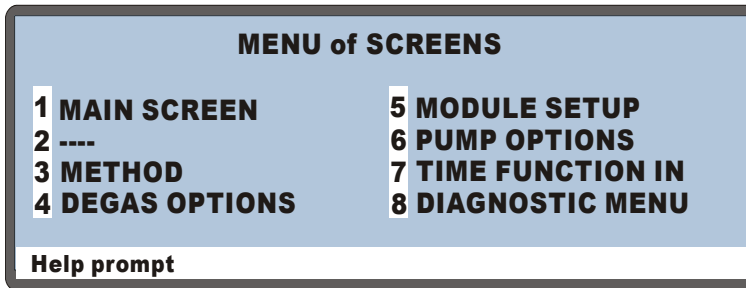 MENU of SCREENS
1 MAIN SCREEN
2 ----
3 METHOD
4 DEGAS OPTIONS
5 MODULE SETUP
6 PUMP OPTIONS
7 TIME FUNCTION IN
8 DIAGNOSTIC MENU
Help prompt